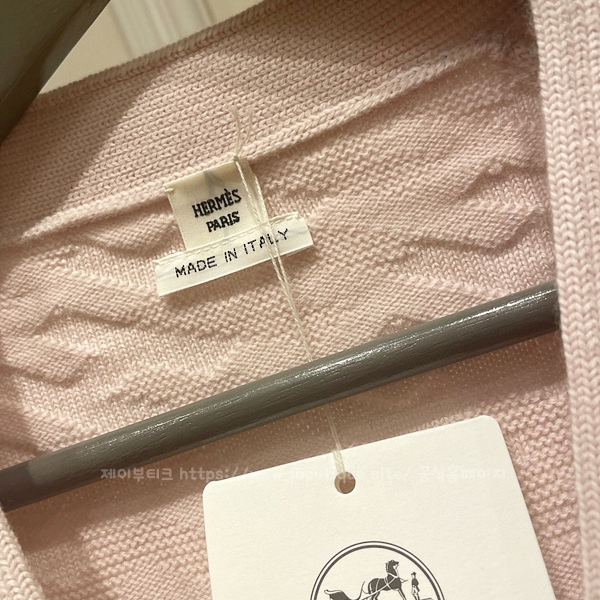 HERMÈS
PARIS
MADE IN ITALY
제이부티크 https://